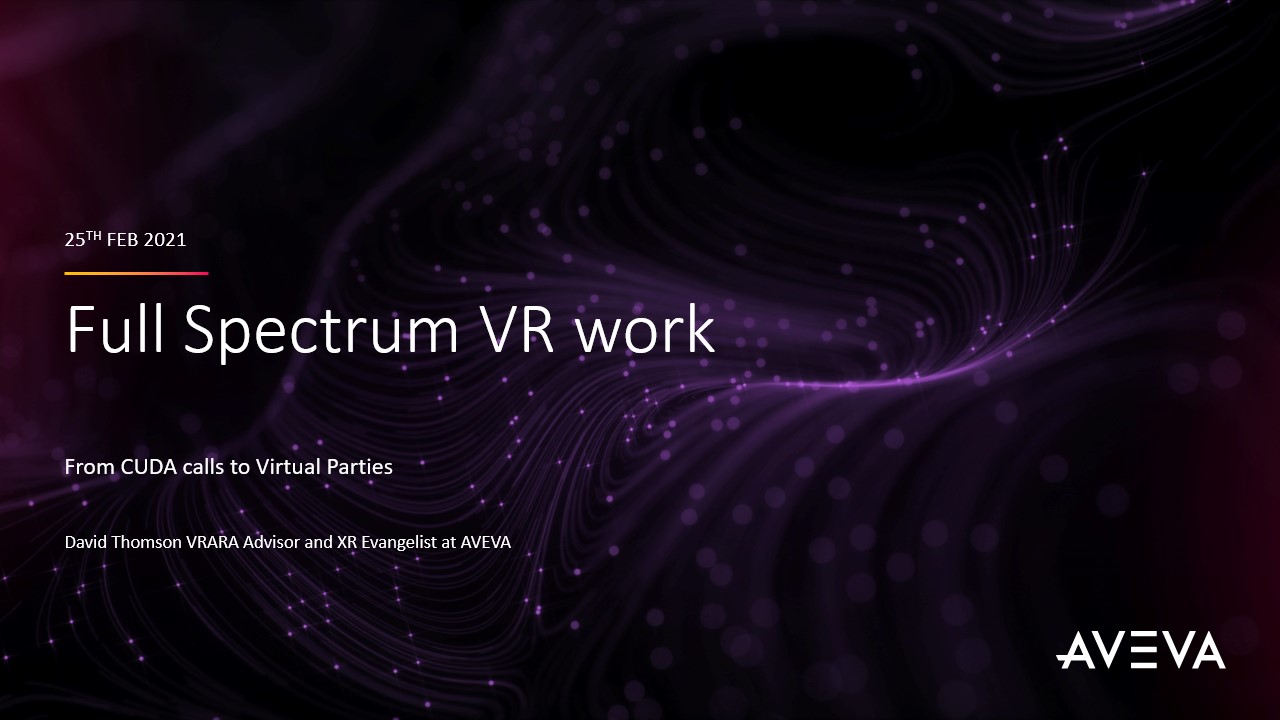 25TH FEB 2021
Full Spectrum VR work
From CUDA calls to Virtual Parties
David Thomson VRARA Advisor and XR Evangelist at AVEVA
AVEVA